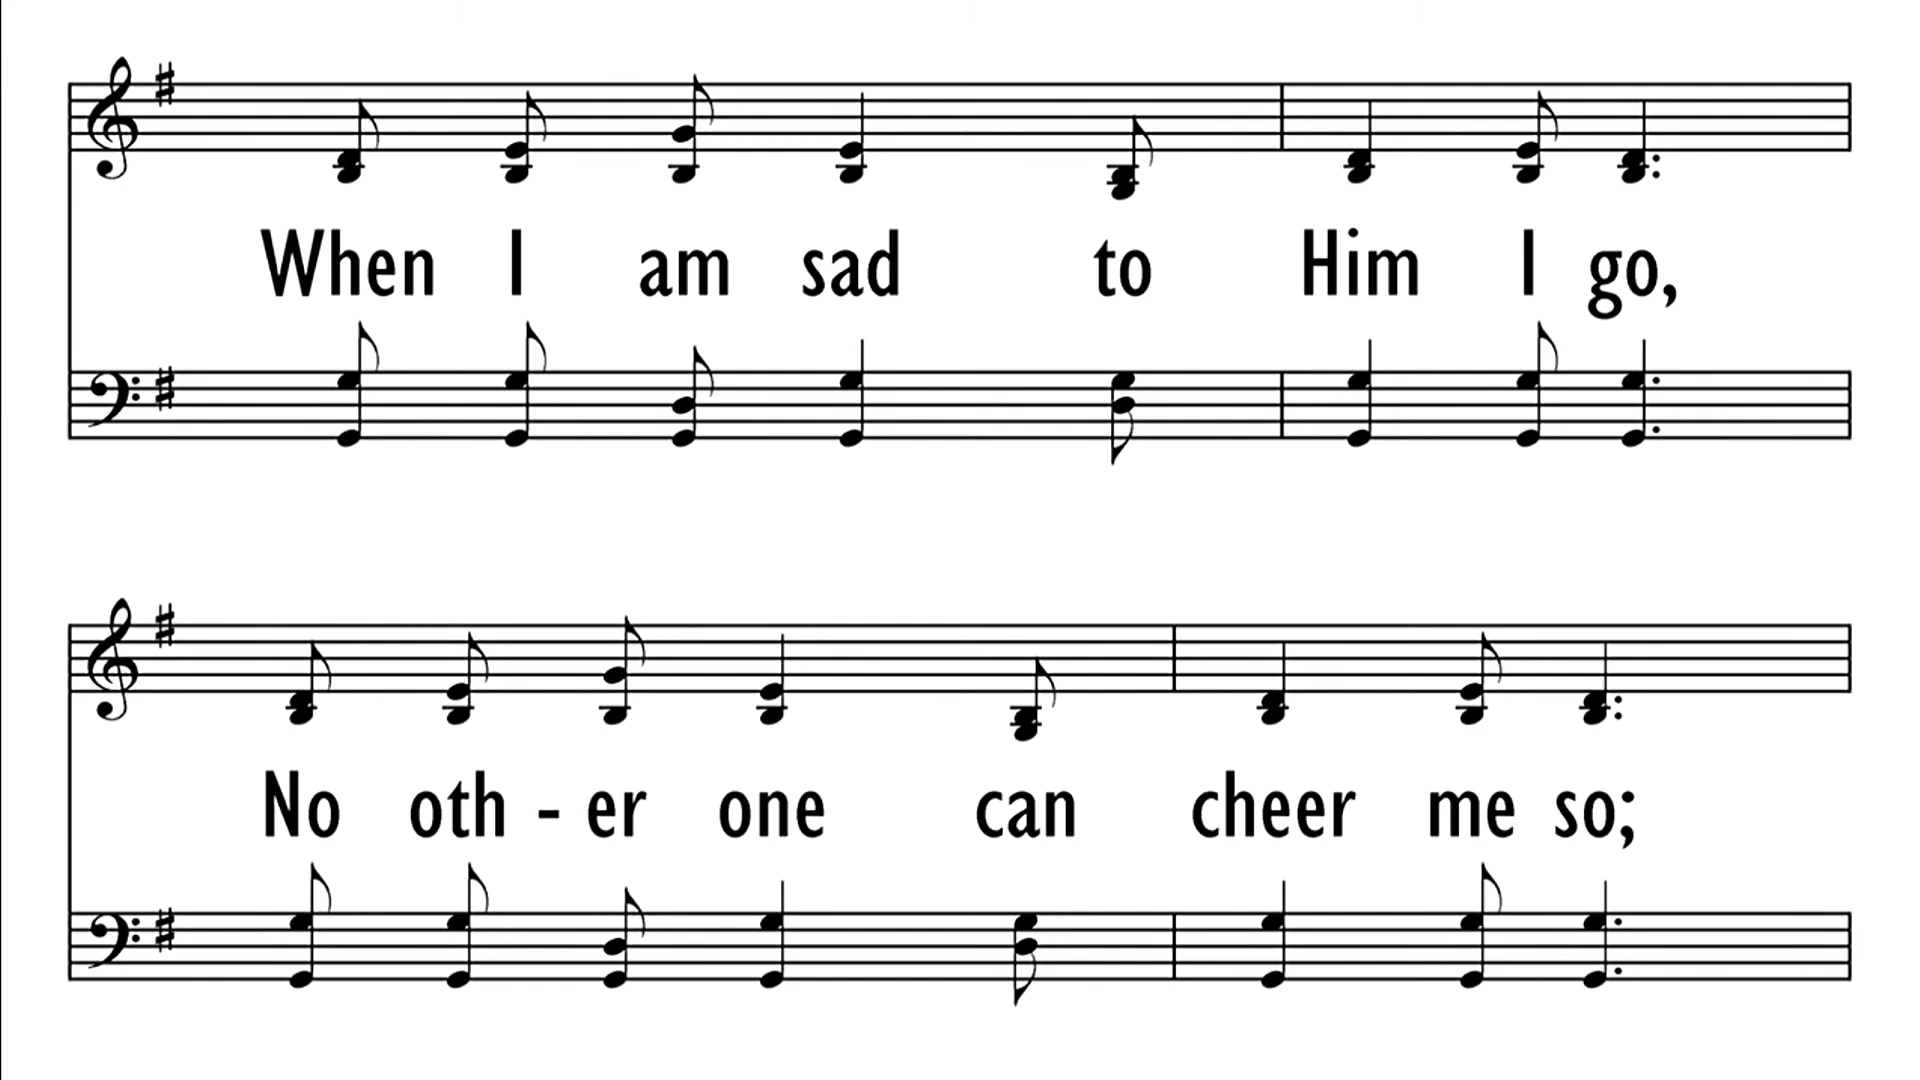 When I am sad to Him I go,
No oth - er one can cheer me so;